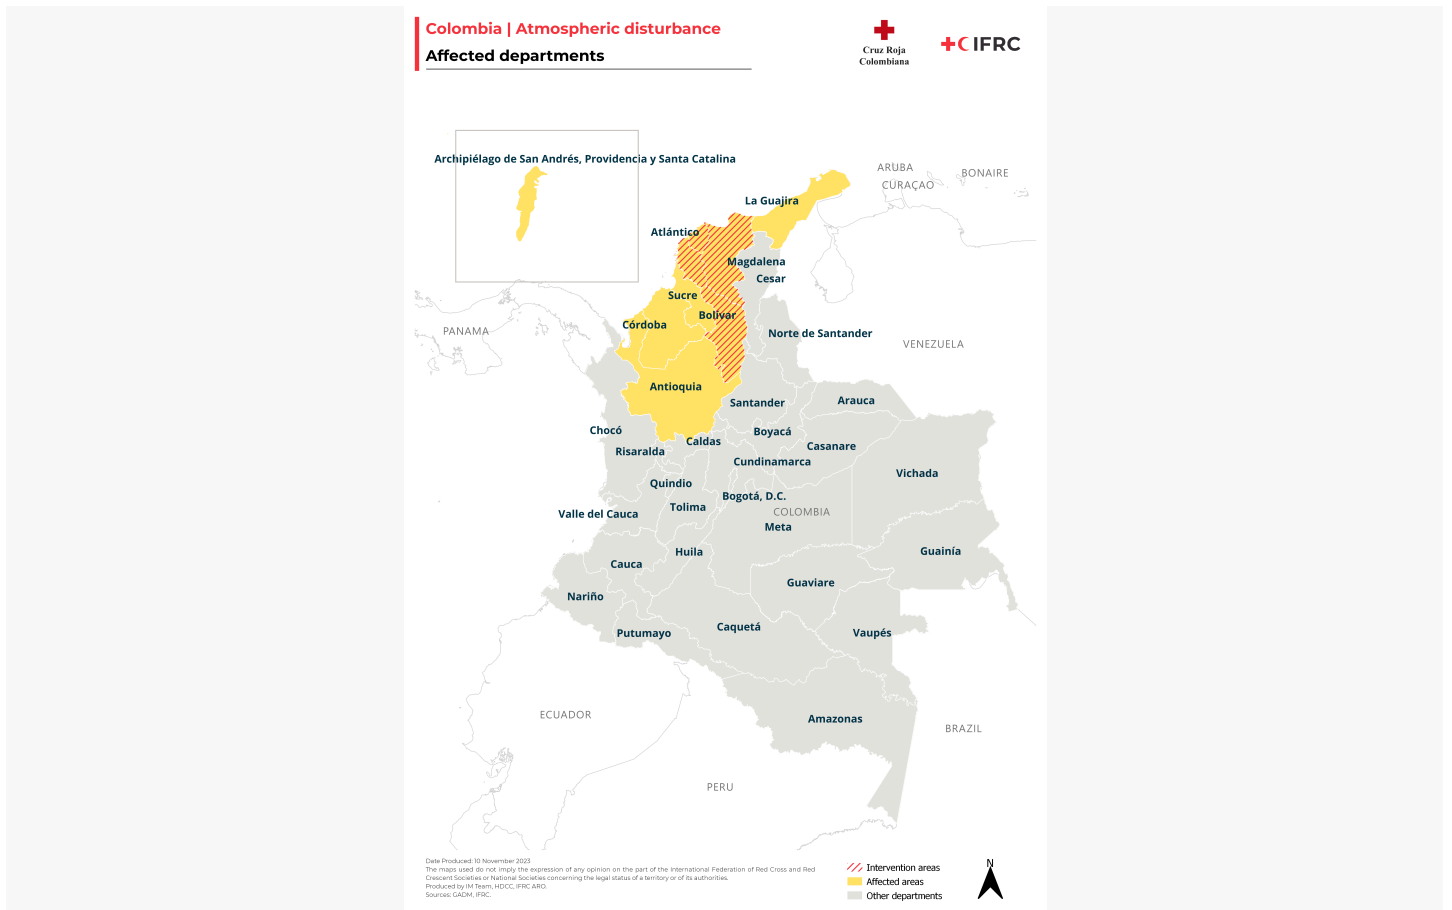 Colombia | Atmospheric disturbance
Affected departments
Cruz Roja
Colombiana
IFRC
Archipiélago de San Andrés, Providencia y Santa Catalina
ARUBA
CURAÇAO
BONAIRE
La Guajira
Atlántico
Magdalena
Cesar
Sucre
Bolívar
Córdoba
PANAMA
Norte de Santander
VENEZUELA
Antioquia
Santander
Arauca
Chocó
Boyacá
Caldas
Casanare
Risaralda
Cundinamarca
Vichada
Quindio
Bogotá, D.C.
Tolima
COLOMBIA
Valle del Cauca
Meta
Huila
Guainía
Cauca
Guaviare
Nariño
Caquetá
Putumayo
Vaupés
ECUADOR
Amazonas
BRAZIL
PERU
Date Produced: 10 November 2023
The maps used do not imply the expression of any opinion on the part of the International Federation of Red Cross and Red
Crescent Societies or National Societies concerning the legal status of a territory or of its authorities.
Produced by IM Team, HDCC, IFRC ARO.
Sources: GADM, IFRC.
Intervention areas
Affected areas
Other departments
N